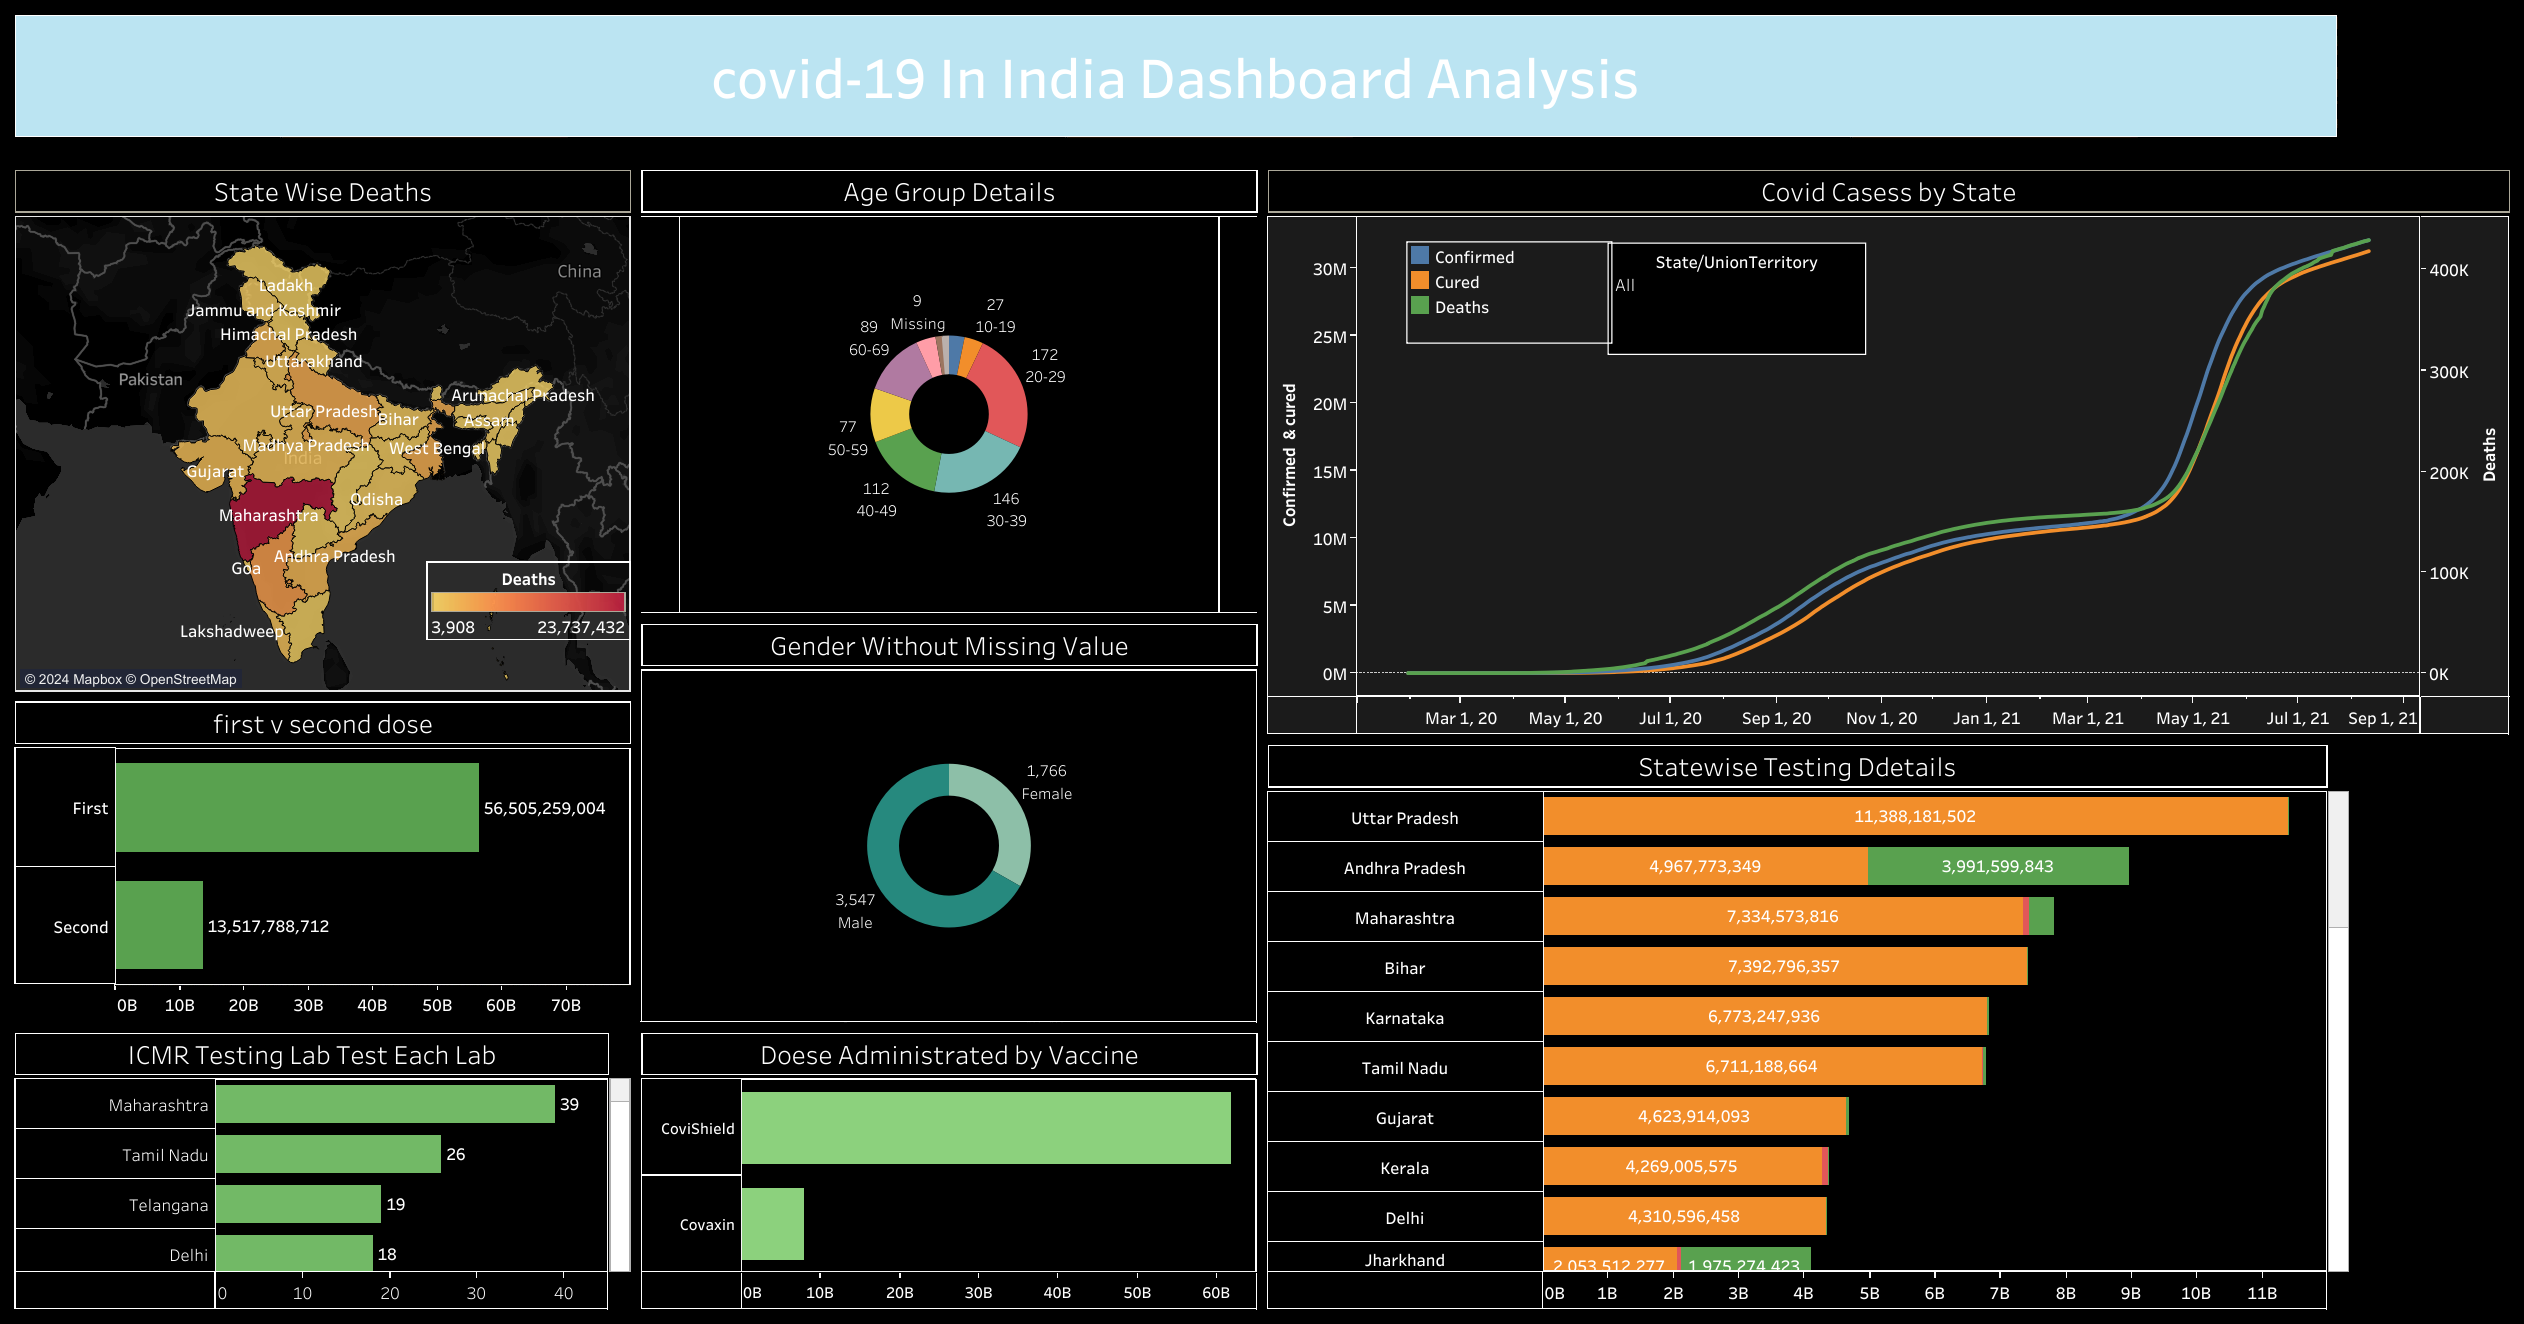 covid-19 In India Dashboard Analysis
State Wise Deaths
China
Ladakh
Jammu and Kashmir
Himachal Pradesh
Uttarakhand
Pakistan
Arunachal Pradesh
Uttar Pradesh
Bihar
Assam
Madhya Pradesh
West Bengal
India
Gujarat
Odisha
Maharashtra
Andhra Pradesh
Goa
Lakshadweep
Deaths
3,908 23,737,432
© 2024 Mapbox © OpenStreetMap
Age Group Details
9
Missing
27
10-19
89
60-69
172
20-29
77
50-59
112
40-49
146
30-39
Covid Casess by State
Confirmed
Cured
Deaths
State/UnionTerritory
All
Confirmed & cured
30M
25M
20M
15M
10M
5M
0M
400K
300K
200K
100K
0K
Deaths
Mar 1, 20 May 1, 20 Jul 1, 20 Sep 1, 20 Nov 1, 20 Jan 1, 21 Mar 1, 21 May 1, 21 Jul 1, 21 Sep 1, 21
first v second dose
First 56,505,259,004
Second 13,517,788,712
0B 10B 20B 30B 40B 50B 60B 70B
Gender Without Missing Value
1,766
Female
3,547
Male
Statewise Testing Ddetails
Uttar Pradesh 11,388,181,502
Andhra Pradesh 4,967,773,349 3,991,599,843
Maharashtra 7,334,573,816
Bihar 7,392,796,357
Karnataka 6,773,247,936
Tamil Nadu 6,711,188,664
Gujarat 4,623,914,093
Kerala 4,269,005,575
Delhi 4,310,596,458
Jharkhand 2,053,512,277 1,975,274,423
0B 1B 2B 3B 4B 5B 6B 7B 8B 9B 10B 11B
ICMR Testing Lab Test Each Lab
Maharashtra 39
Tamil Nadu 26
Telangana 19
Delhi 18
0 10 20 30 40
Doese Administrated by Vaccine
CoviShield
Covaxin
0B 10B 20B 30B 40B 50B 60B